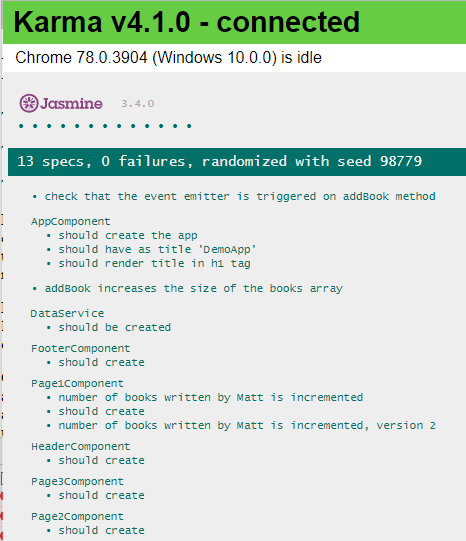 Karma v4.1.0 - connected
Chrome 78.0.3904 (Windows 10.0.0) is idle
Jasmine 3.4.0
• • • • • • • • • • • • •
13 specs, 0 failures, randomized with seed 98779
• check that the event emitter is triggered on addBook method
AppComponent
• should create the app
• should have as title 'DemoApp'
• should render title in h1 tag
• addBook increases the size of the books array
DataService
• should be created
FooterComponent
• should create
Page1Component
• number of books written by Matt is incremented
• should create
• number of books written by Matt is incremented, version 2
HeaderComponent
• should create
Page3Component
• should create
Page2Component
• should create